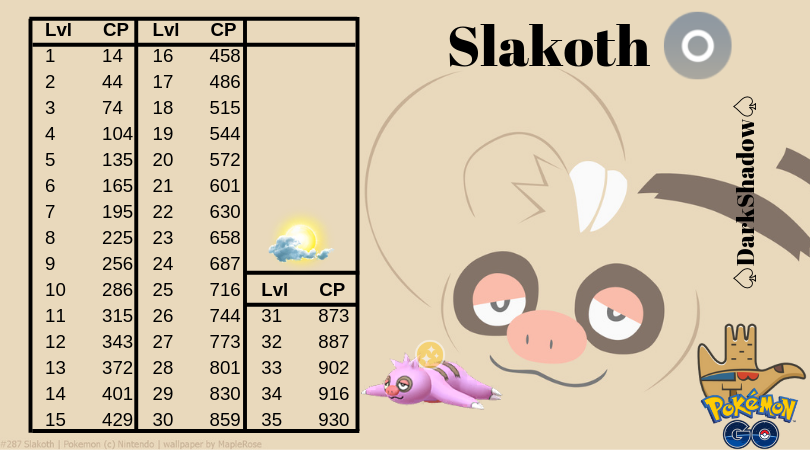 Slakoth
Lvl CP Lvl CP
1 14 16 458
2 44 17 486
3 74 18 515
4 104 19 544
5 135 20 572
6 165 21 601
7 195 22 630
8 225 23 658
9 256 24 687
10 286 25 716 Lvl CP
11 315 26 744 31 873
12 343 27 773 32 887
13 372 28 801 33 902
14 401 29 830 34 916
15 429 30 859 35 930
♤DarkShadow♤
POKÉMON
GO
#287 Slakoth | Pokemon (c) Nintendo | wallpaper by MapleRose